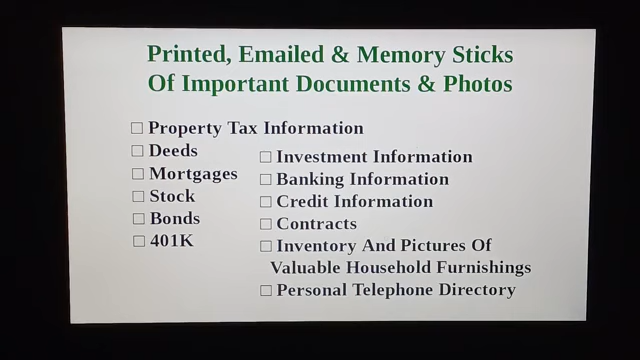 Printed, Emailed & Memory Sticks
Of Important Documents & Photos
☐ Property Tax Information
☐ Deeds
☐ Mortgages
☐ Stock
☐ Bonds
☐ 401K
☐ Investment Information
☐ Banking Information
☐ Credit Information
☐ Contracts
☐ Inventory And Pictures Of
Valuable Household Furnishings
☐ Personal Telephone Directory